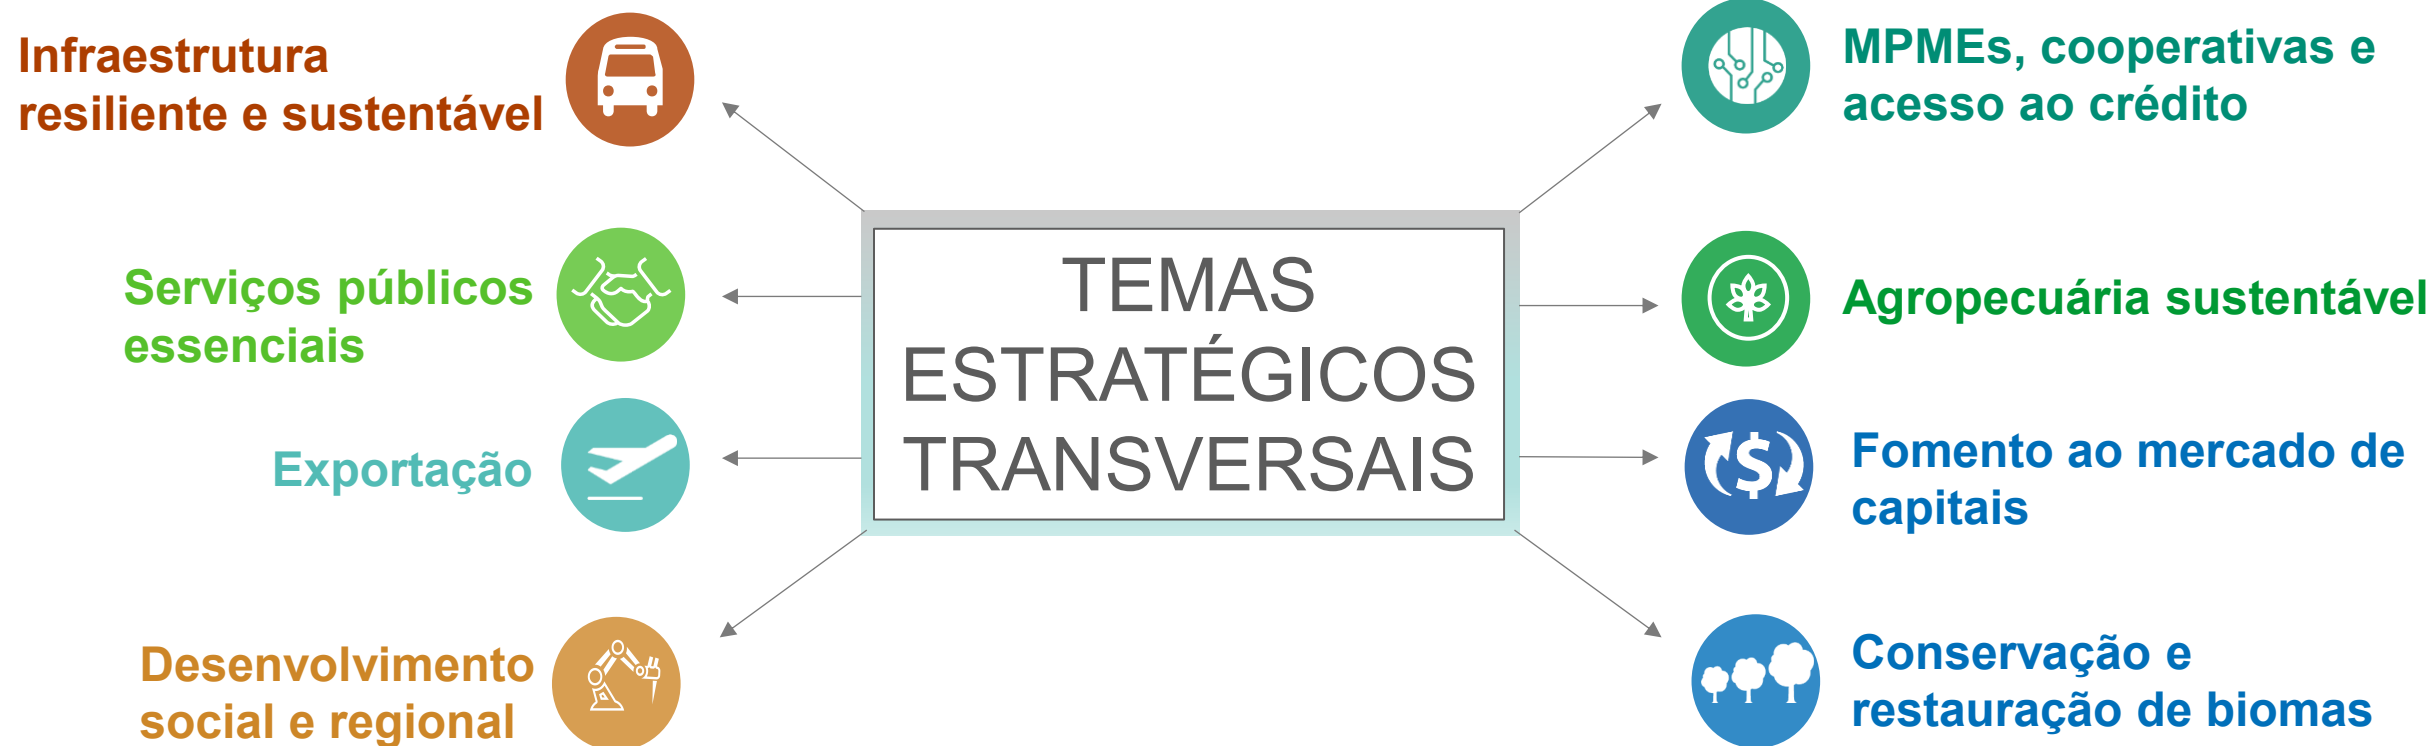 Infraestrutura
resiliente e sustentável
Serviços públicos
essenciais
Exportação
Desenvolvimento
social e regional
TEMAS
ESTRATÉGICOS
TRANSVERSAIS
MPMEs, cooperativas e
acesso ao crédito
Agropecuária sustentável
$
Fomento ao mercado de
capitais
Conservação e
restauração de biomas